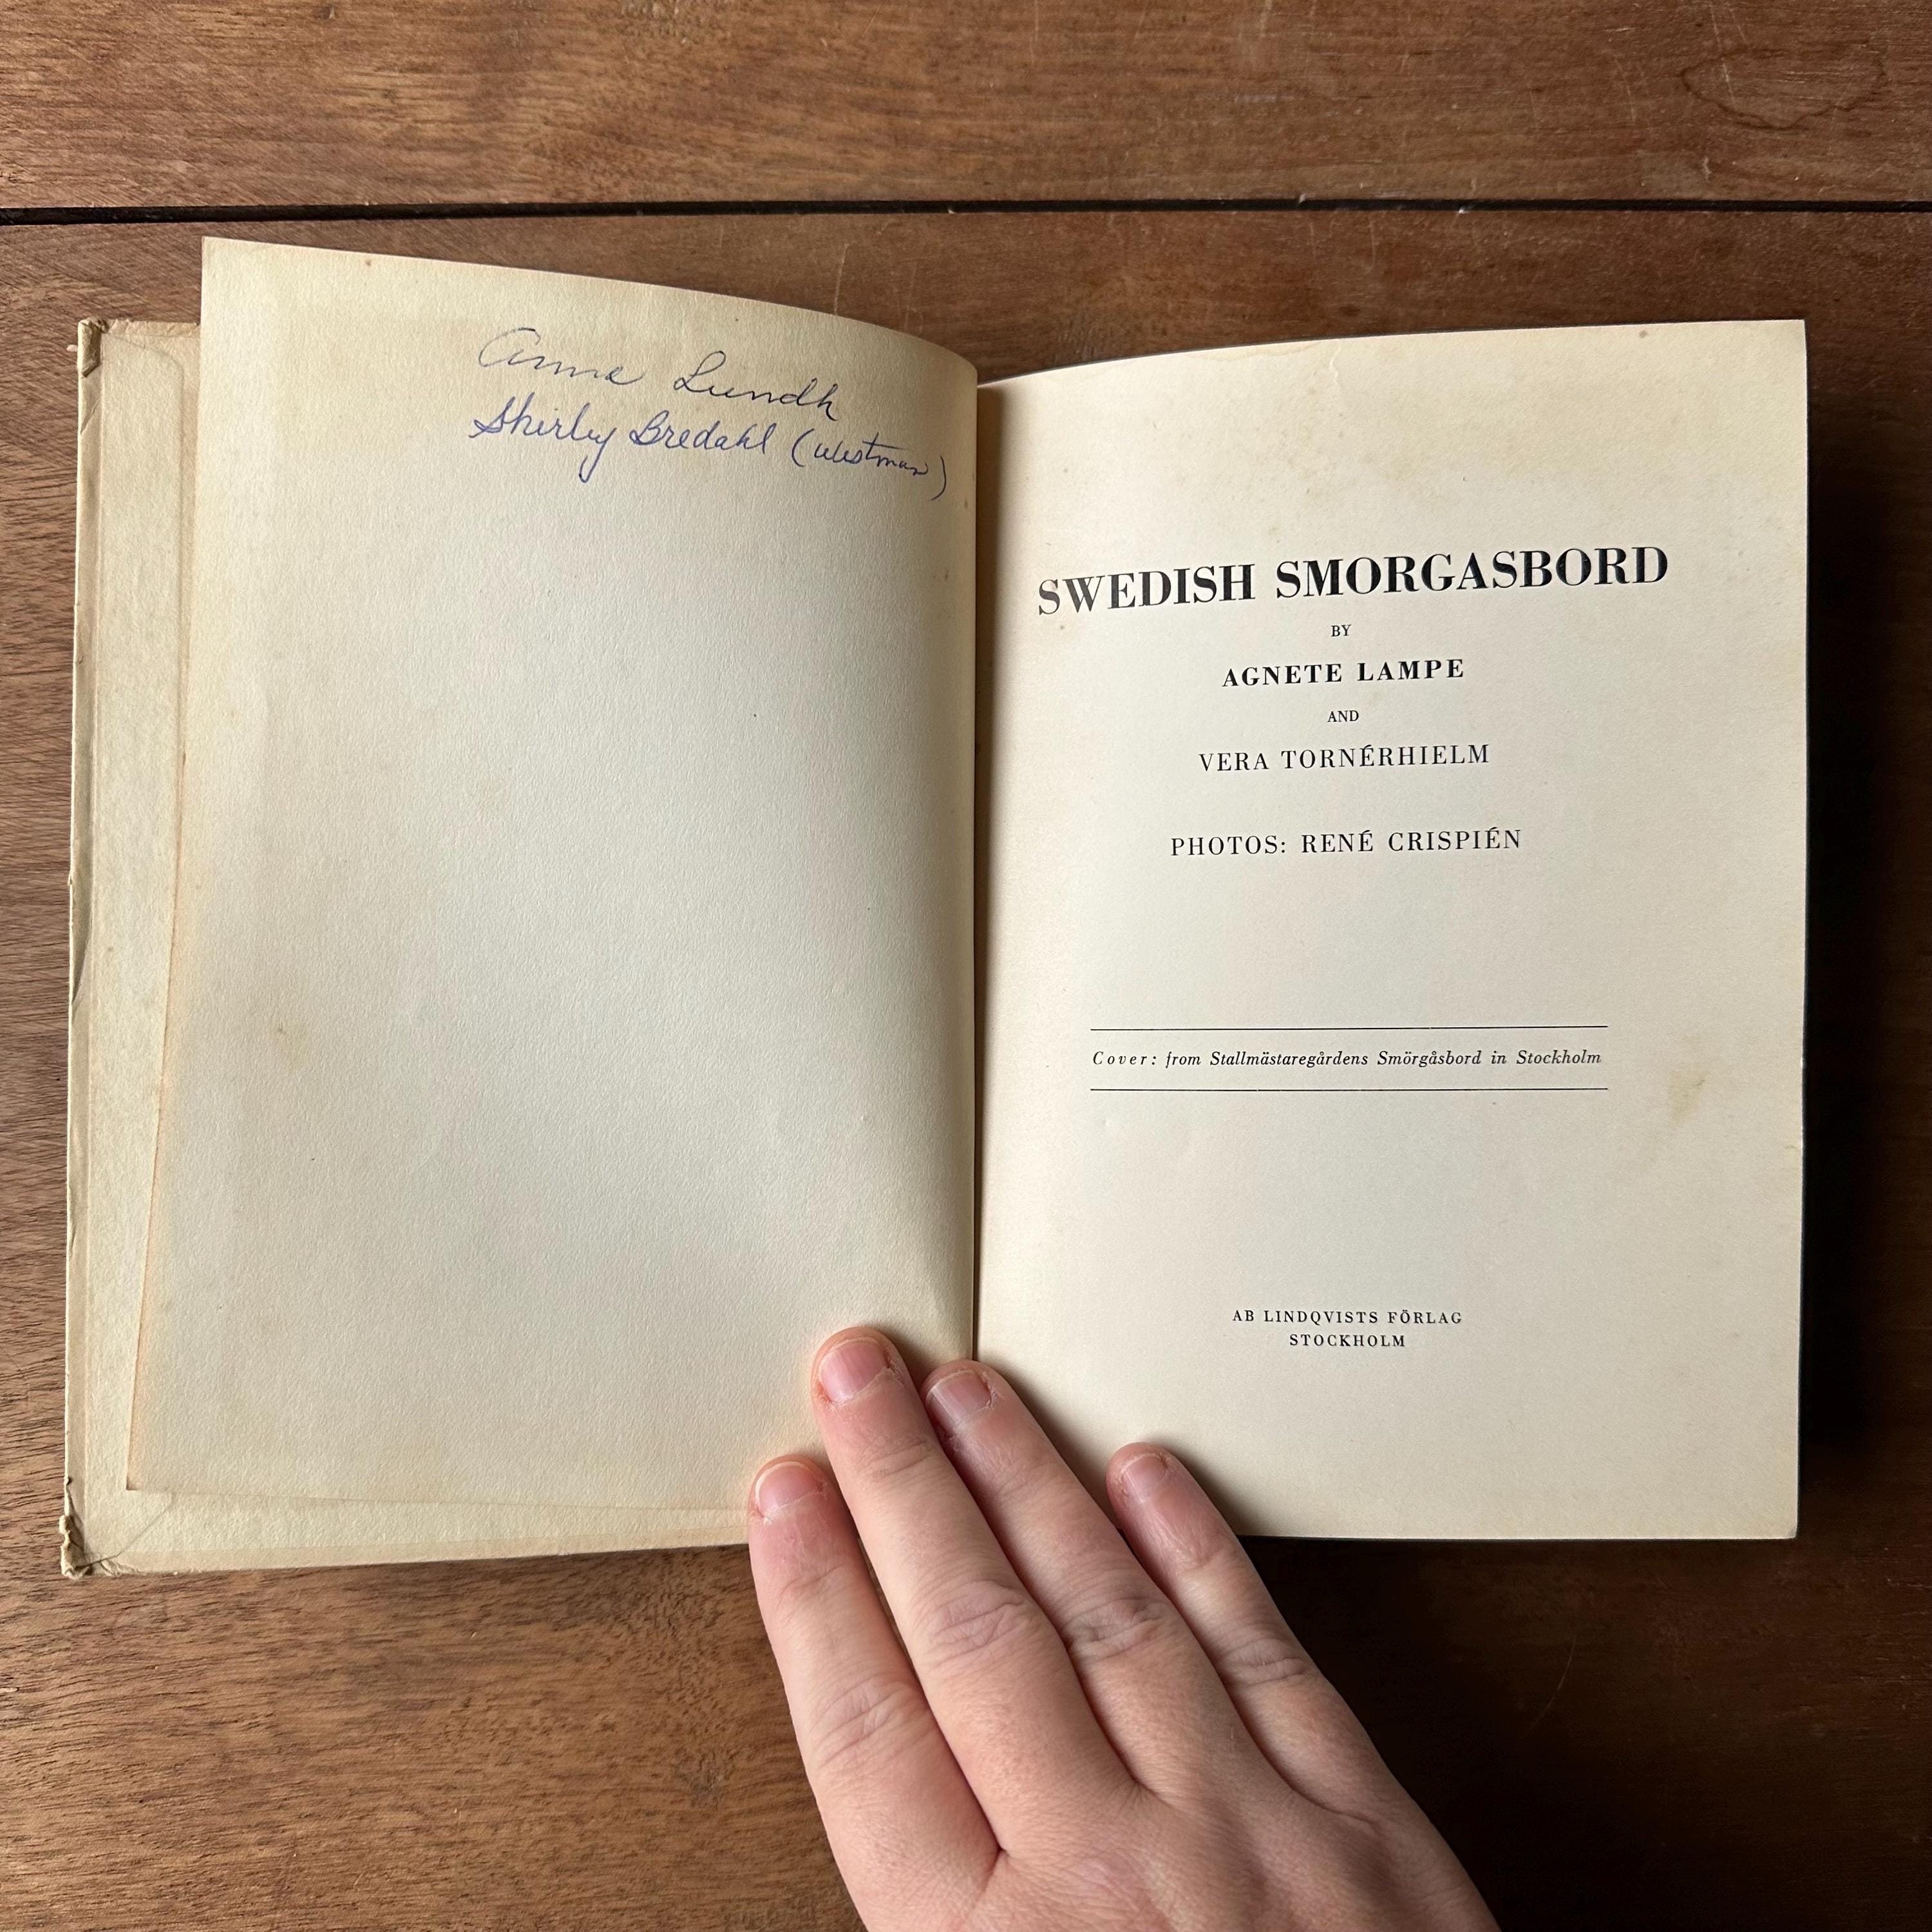 Anne Lundh
Shirley Bredahl (Westman)
SWEDISH SMORGASBORD
BY
AGNETE LAMPE
AND
VERA TORNÉRHIELM
PHOTOS: RENÉ CRISPIÉN
Cover: from Stallmästaregårdens Smörgåsbord in Stockholm
AB LINDQVISTS FÖRLAG
STOCKHOLM